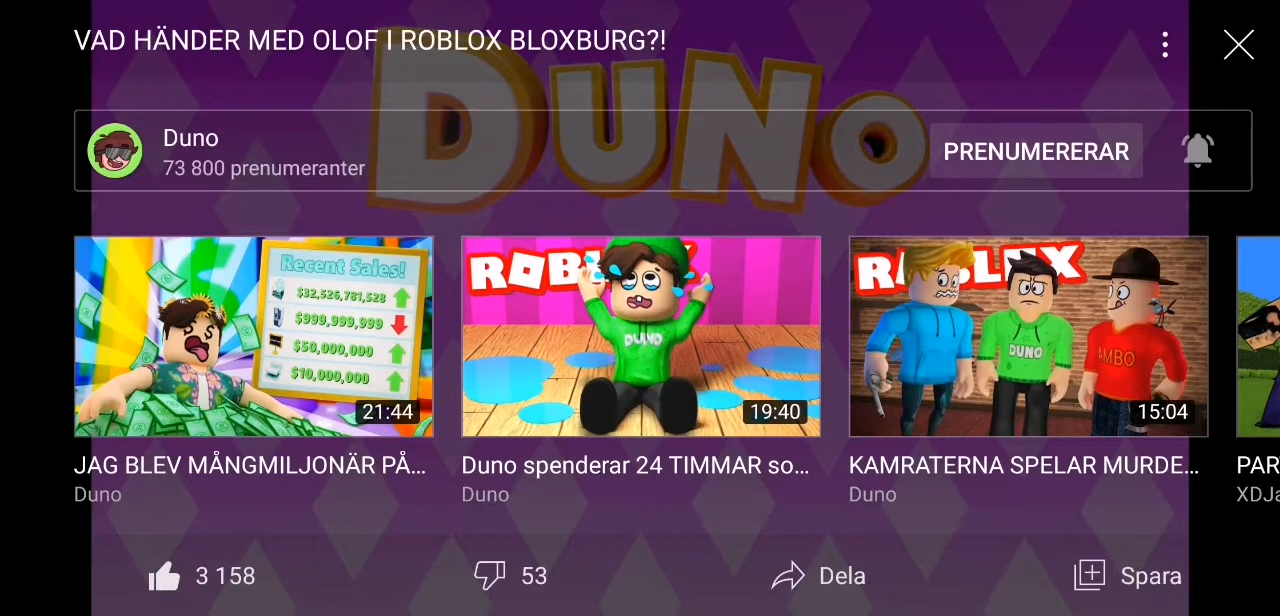 VAD HÄNDER MED OLOF I ROBLOX BLOXBURG?!
DUNO
Duno
73 800 prenumeranter
PRENUMERERAR
Recent Sales!
$32,526,781,528
$999,999,999
$50,000,000
$10,000,000
21:44
ROBLOX
DUNO
19:40
ROBLOX
DUNO
AMBO
15:04
JAG BLEV MÅNGMILJONÄR PÅ...
Duno
Duno spenderar 24 TIMMAR so...
Duno
KAMRATERNA SPELAR MURDE...
Duno
PAR
XDJa
3 158
53
Dela
Spara